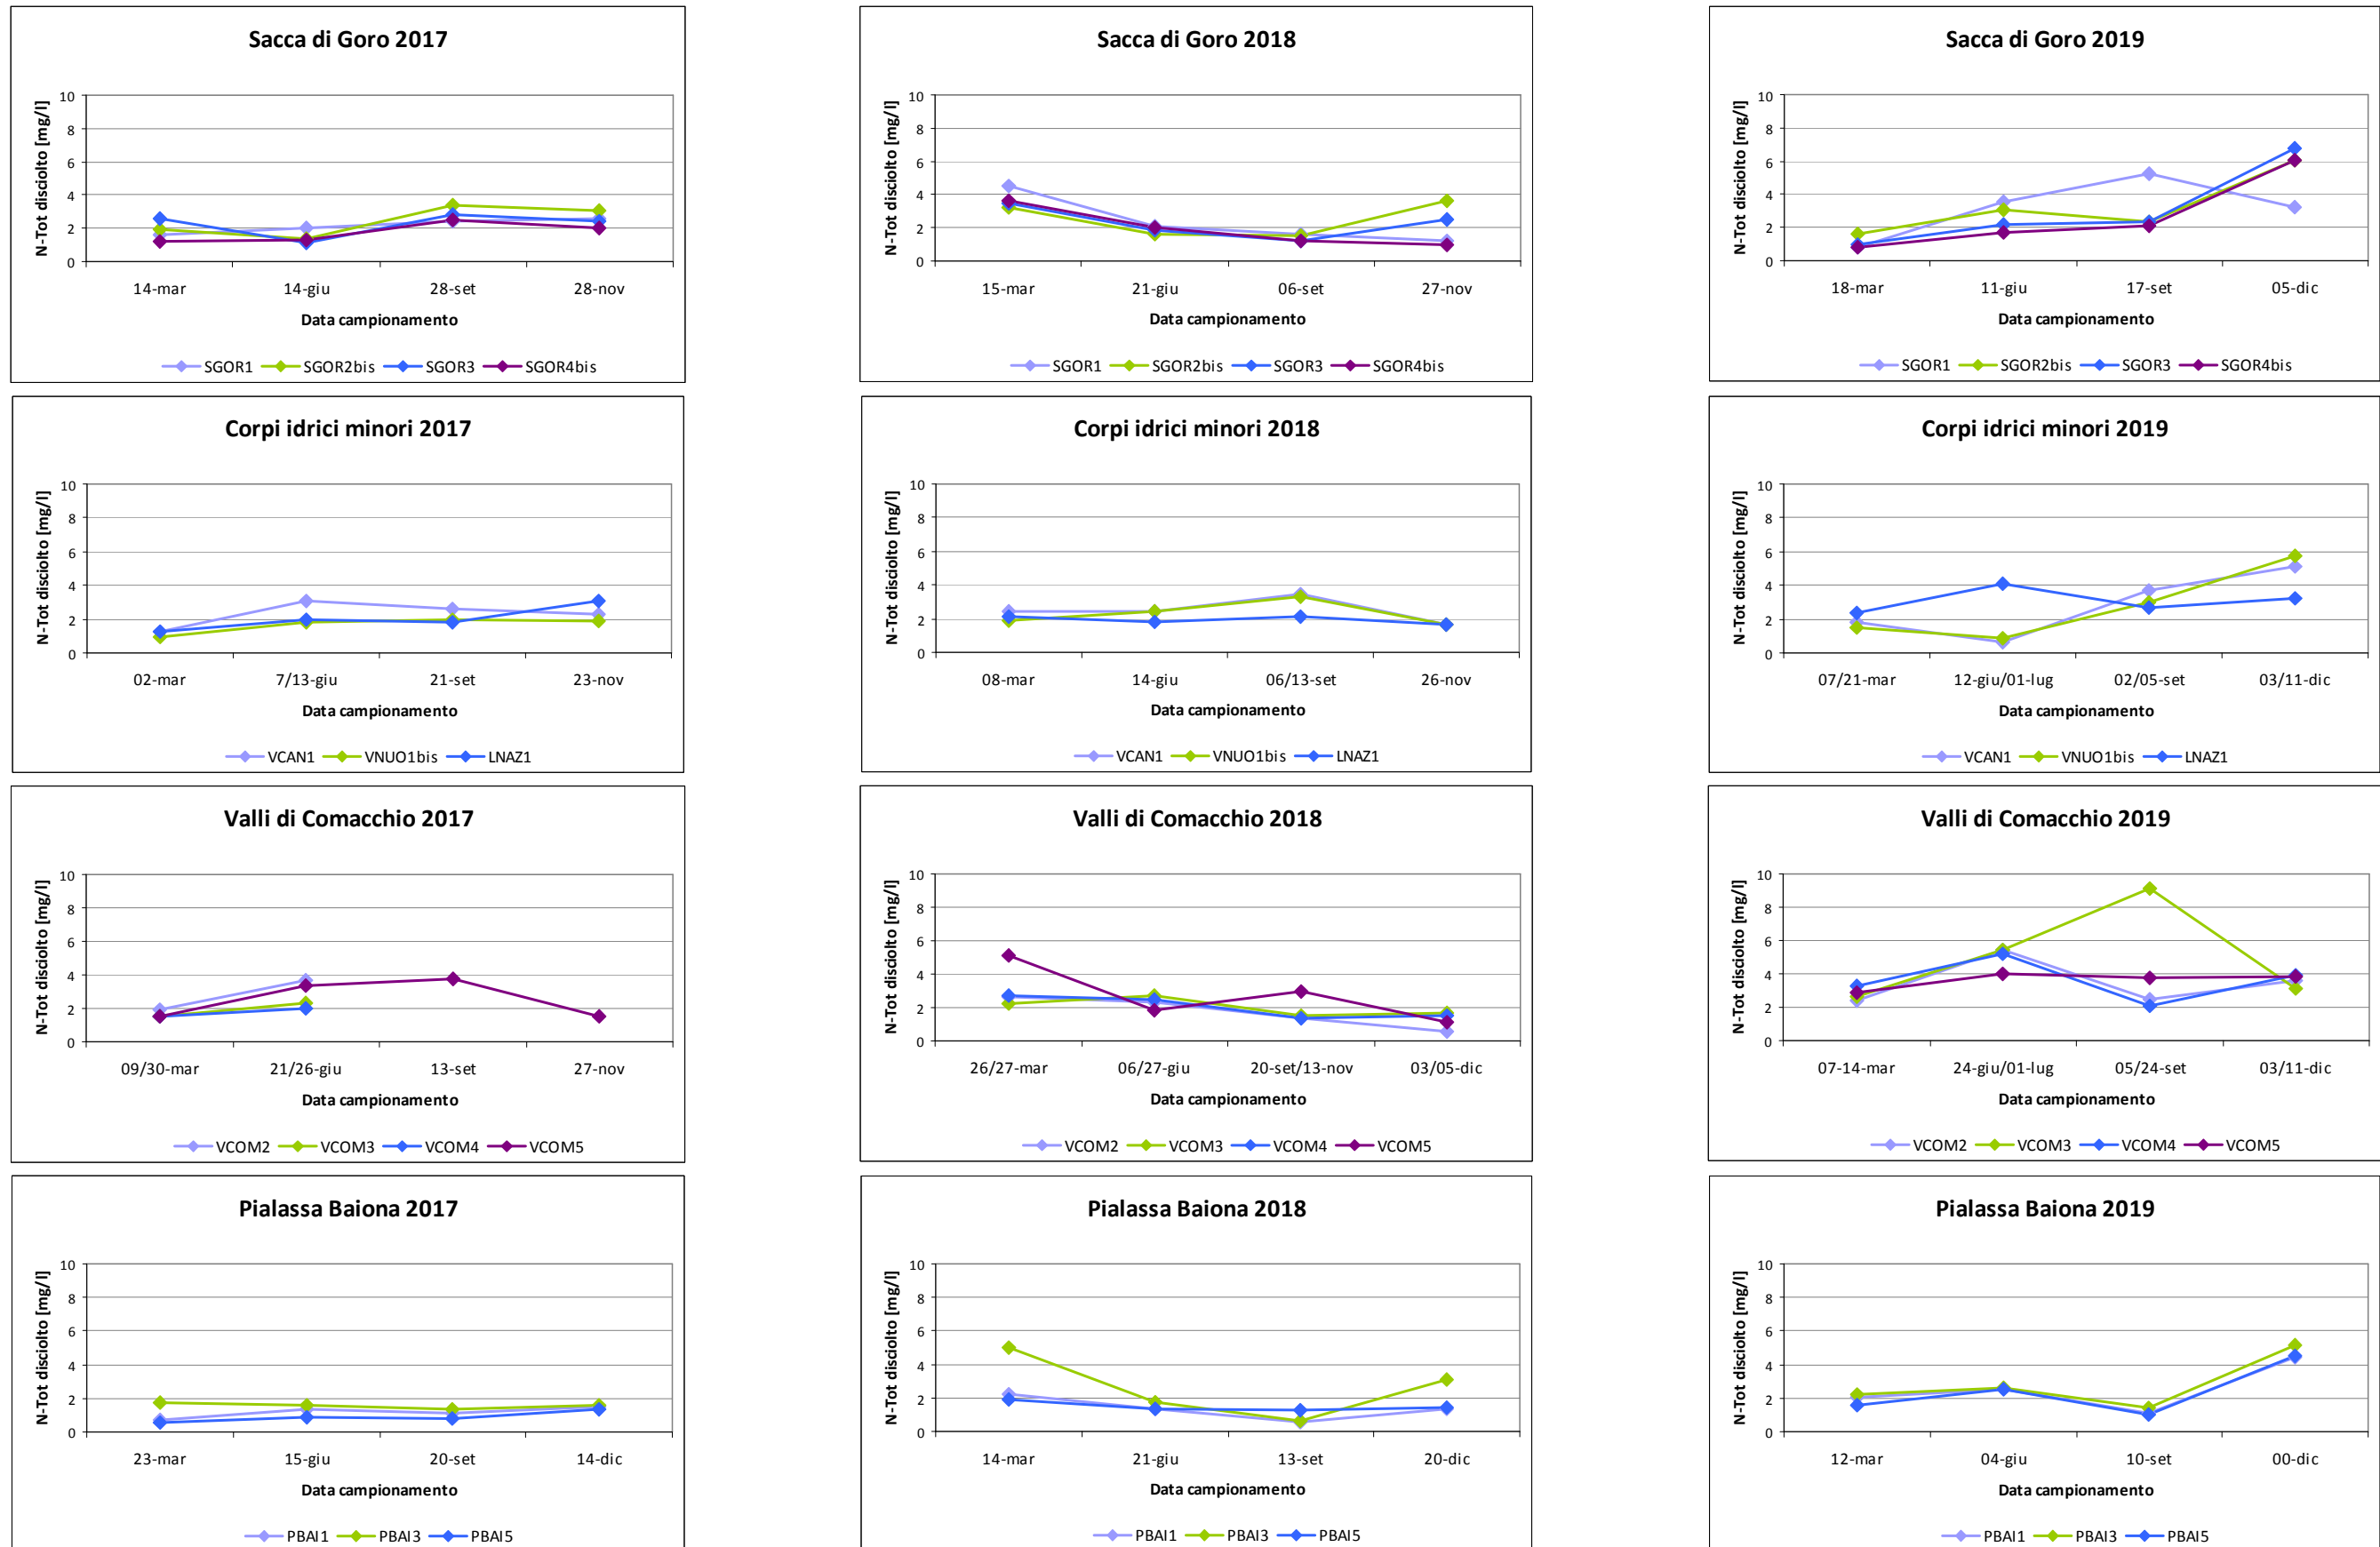 Sacca di Goro 2017
N-Tot disciolto [mg/l]
10
8
6
4
2
0
14-mar 14-giu 28-set 28-nov
Data campionamento
SGOR1 SGOR2bis SGOR3 SGOR4bis
Sacca di Goro 2018
N-Tot disciolto [mg/l]
10
8
6
4
2
0
15-mar 21-giu 06-set 27-nov
Data campionamento
SGOR1 SGOR2bis SGOR3 SGOR4bis
Sacca di Goro 2019
N-Tot disciolto [mg/l]
10
8
6
4
2
0
18-mar 11-giu 17-set 05-dic
Data campionamento
SGOR1 SGOR2bis SGOR3 SGOR4bis
Corpi idrici minori 2017
N-Tot disciolto [mg/l]
10
8
6
4
2
0
02-mar 7/13-giu 21-set 23-nov
Data campionamento
VCAN1 VNUO1bis LNAZ1
Corpi idrici minori 2018
N-Tot disciolto [mg/l]
10
8
6
4
2
0
08-mar 14-giu 06/13-set 26-nov
Data campionamento
VCAN1 VNUO1bis LNAZ1
Corpi idrici minori 2019
N-Tot disciolto [mg/l]
10
8
6
4
2
0
07/21-mar 12-giu/01-lug 02/05-set 03/11-dic
Data campionamento
VCAN1 VNUO1bis LNAZ1
Valli di Comacchio 2017
N-Tot disciolto [mg/l]
10
8
6
4
2
0
09/30-mar 21/26-giu 13-set 27-nov
Data campionamento
VCOM2 VCOM3 VCOM4 VCOM5
Valli di Comacchio 2018
N-Tot disciolto [mg/l]
10
8
6
4
2
0
26/27-mar 06/27-giu 20-set/13-nov 03/05-dic
Data campionamento
VCOM2 VCOM3 VCOM4 VCOM5
Valli di Comacchio 2019
N-Tot disciolto [mg/l]
10
8
6
4
2
0
07-14-mar 24-giu/01-lug 05/24-set 03/11-dic
Data campionamento
VCOM2 VCOM3 VCOM4 VCOM5
Pialassa Baiona 2017
N-Tot disciolto [mg/l]
10
8
6
4
2
0
23-mar 15-giu 20-set 14-dic
Data campionamento
PBAI1 PBAI3 PBAI5
Pialassa Baiona 2018
N-Tot disciolto [mg/l]
10
8
6
4
2
0
14-mar 21-giu 13-set 20-dic
Data campionamento
PBAI1 PBAI3 PBAI5
Pialassa Baiona 2019
N-Tot disciolto [mg/l]
10
8
6
4
2
0
12-mar 04-giu 10-set 00-dic
Data campionamento
PBAI1 PBAI3 PBAI5